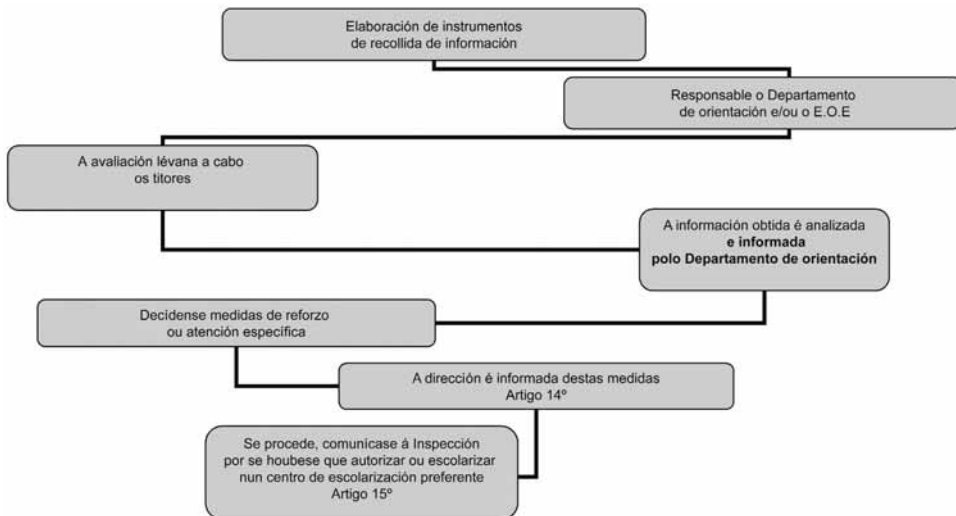 Elaboración de instrumentos
de recollida de información
Responsable o Departamento
de orientación e/ou o E.O.E
A avaliación lévana a cabo
os titores
A información obtida é analizada
e informada
polo Departamento de orientación
Decídense medidas de reforzo
ou atención específica
A dirección é informada destas medidas
Artigo 14º
Se procede, comunícase á Inspección
por se houbese que autorizar ou escolarizar
nun centro de escolarización preferente
Artigo 15º